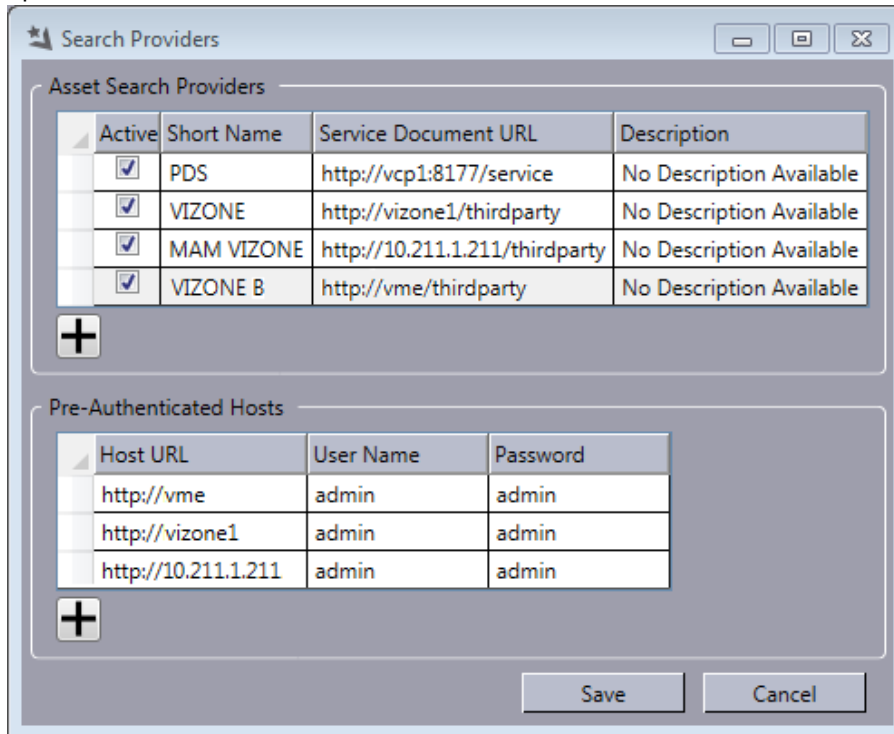 Search Providers
Asset Search Providers
Active Short Name Service Document URL Description
PDS http://vcp1:8177/service No Description Available
VIZONE http://vizone1/thirdparty No Description Available
MAM VIZONE http://10.211.1.211/thirdparty No Description Available
VIZONE B http://vme/thirdparty No Description Available
Pre-Authenticated Hosts
Host URL User Name Password
http://vme admin admin
http://vizone1 admin admin
http://10.211.1.211 admin admin
Save Cancel